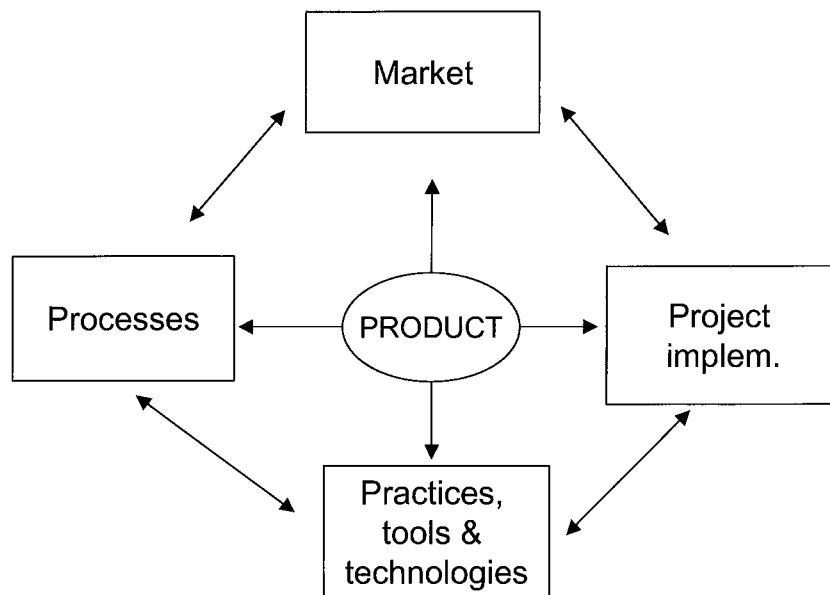 Market
Processes
PRODUCT
Project
implem.
Practices,
tools &
technologies